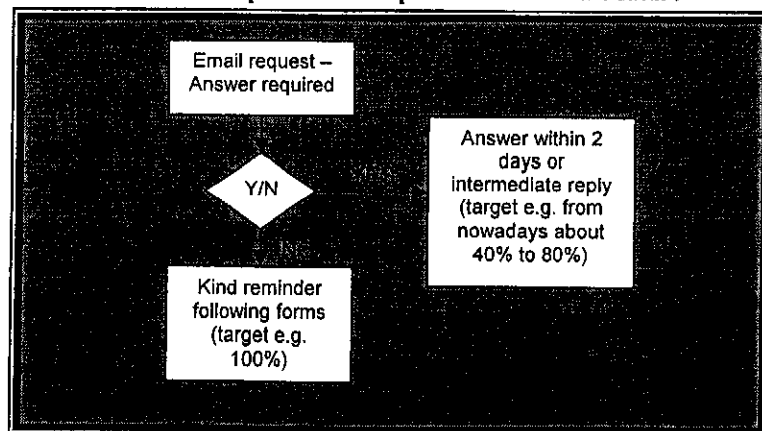 Email request –
Answer required
Y/N
Answer within 2
days or
intermediate reply
(target e.g. from
nowadays about
40% to 80%)
Kind reminder
following forms
(target e.g.
100%)